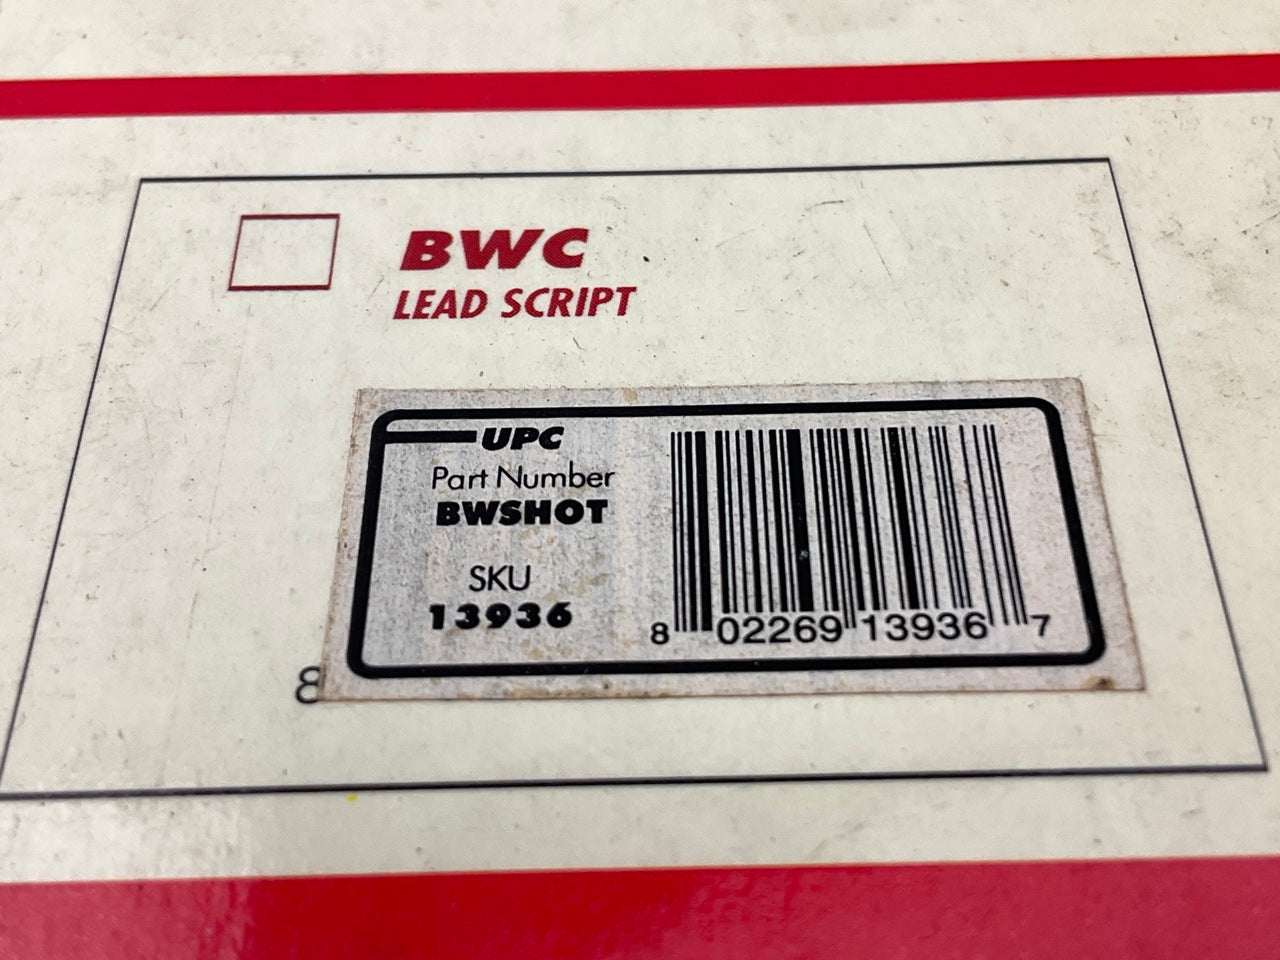 BWC
LEAD SCRIPT
UPC
Part Number
BWSHOT
SKU
13936
8 02269 13936 7
8